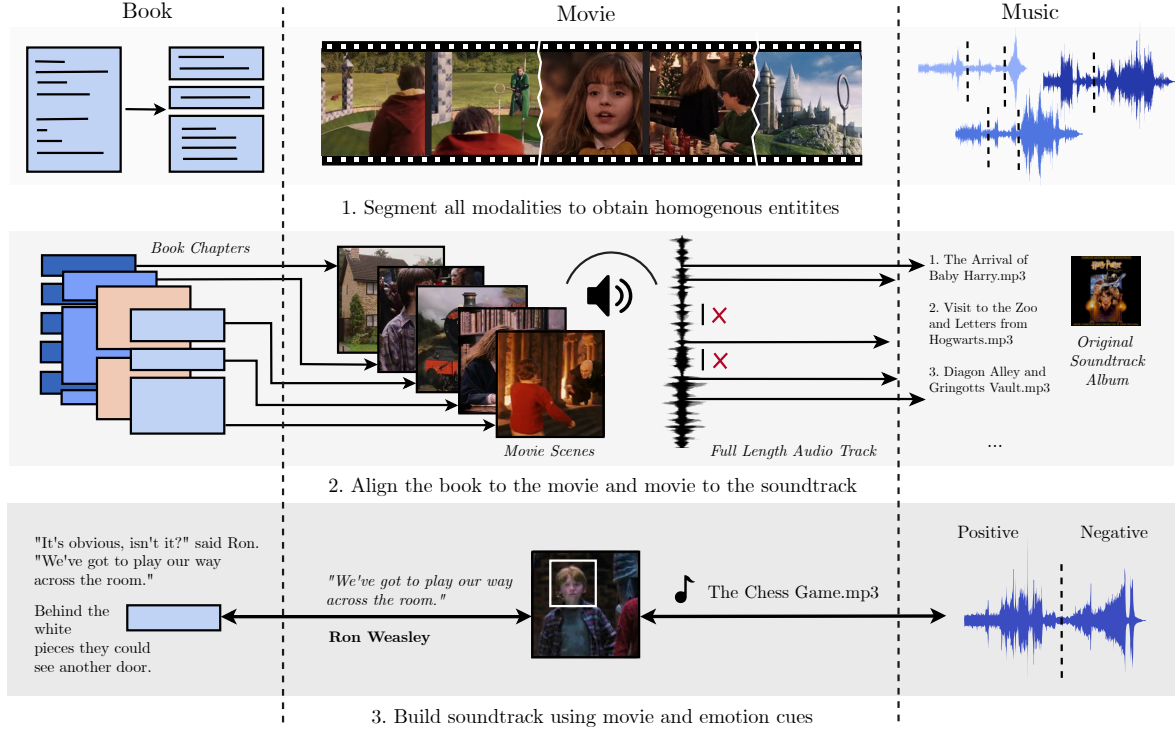 Book
Movie
Music
1. Segment all modalities to obtain homogenous entitites
Book Chapters
Movie Scenes
Full Length Audio Track
1. The Arrival of
Baby Harry.mp3
2. Visit to the Zoo
and Letters from
Hogwarts.mp3
3. Diagon Alley and
Gringotts Vault.mp3
...
Original
Soundtrack
Album
2. Align the book to the movie and movie to the soundtrack
"It's obvious, isn't it?" said Ron.
"We've got to play our way
across the room."
Behind the
white
pieces they could
see another door.
"We've got to play our way
across the room."
Ron Weasley
The Chess Game.mp3
Positive
Negative
3. Build soundtrack using movie and emotion cues